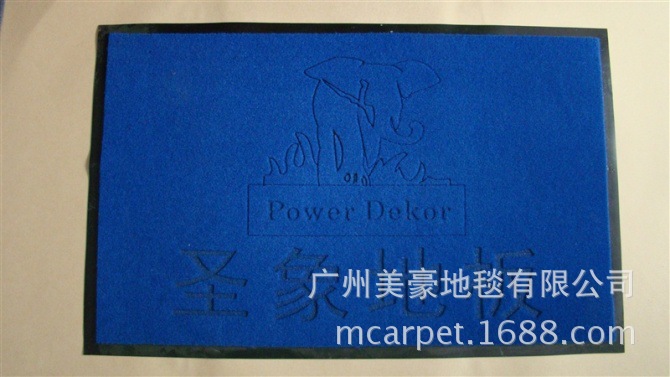 Power Dekor
圣象地板
广州美豪地毯有限公司
mcarpet.1688.com